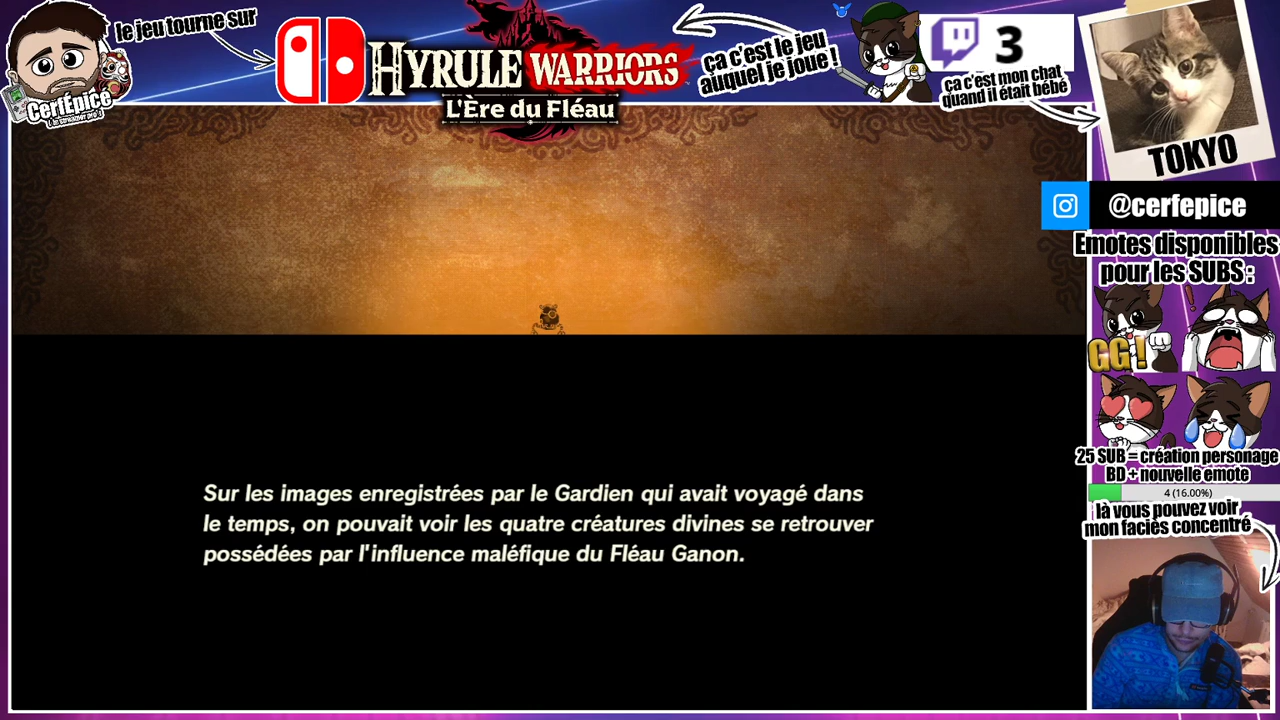 le jeu tourne sur
HYRULE WARRIORS
L'Ère du Fléau
ça c'est le jeu
auquel je joue !
3
ça c'est mon chat
quand il était bébé
TOKYO
CerfÉpice
@cerfepice
Emotes disponibles
pour les SUBS :
GG !
25 SUB = création personage
BD + nouvelle emote
4 (16.00%)
là vous pouvez voir
mon faciès concentré
Sur les images enregistrées par le Gardien qui avait voyagé dans
le temps, on pouvait voir les quatre créatures divines se retrouver
possédées par l'influence maléfique du Fléau Ganon.